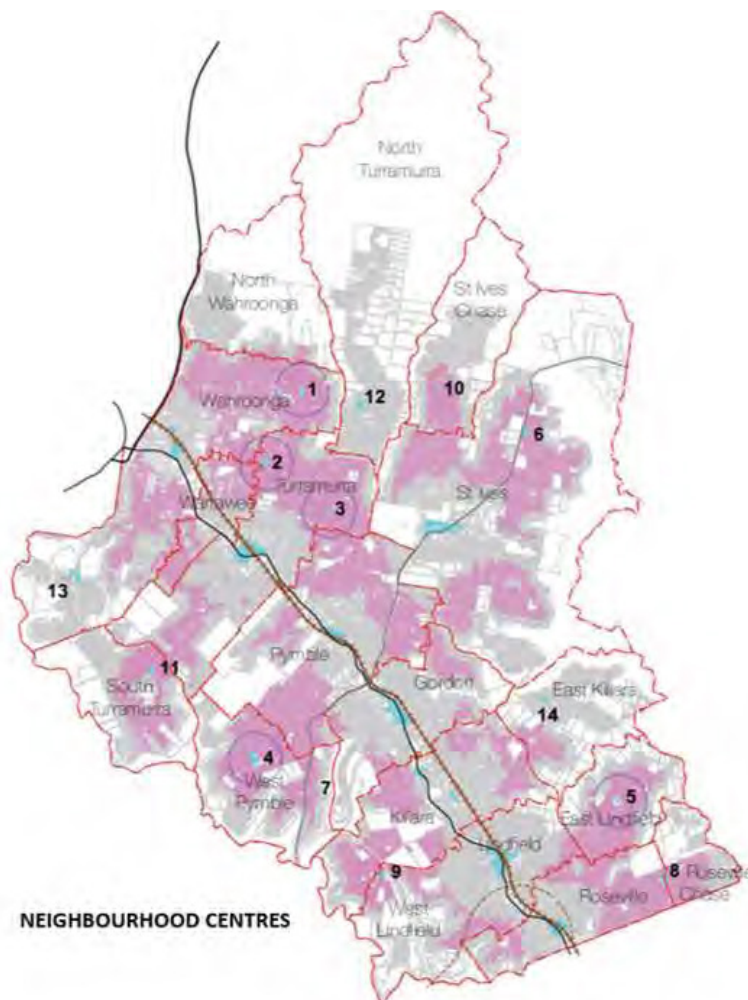 North
Turramurra
North
Wahroonga
St Ives
Chase
1
Wahroonga
12
10
6
2
Turramurra
Warrawee
3
St Ives
13
Pymble
11
South
Turramurra
Gordon
East Killara
14
4
West
Pymble
7
5
East Lindfield
Killara
Lindfield
9
8
Roseville
Chase
Roseville
West
Lindfield
NEIGHBOURHOOD CENTRES